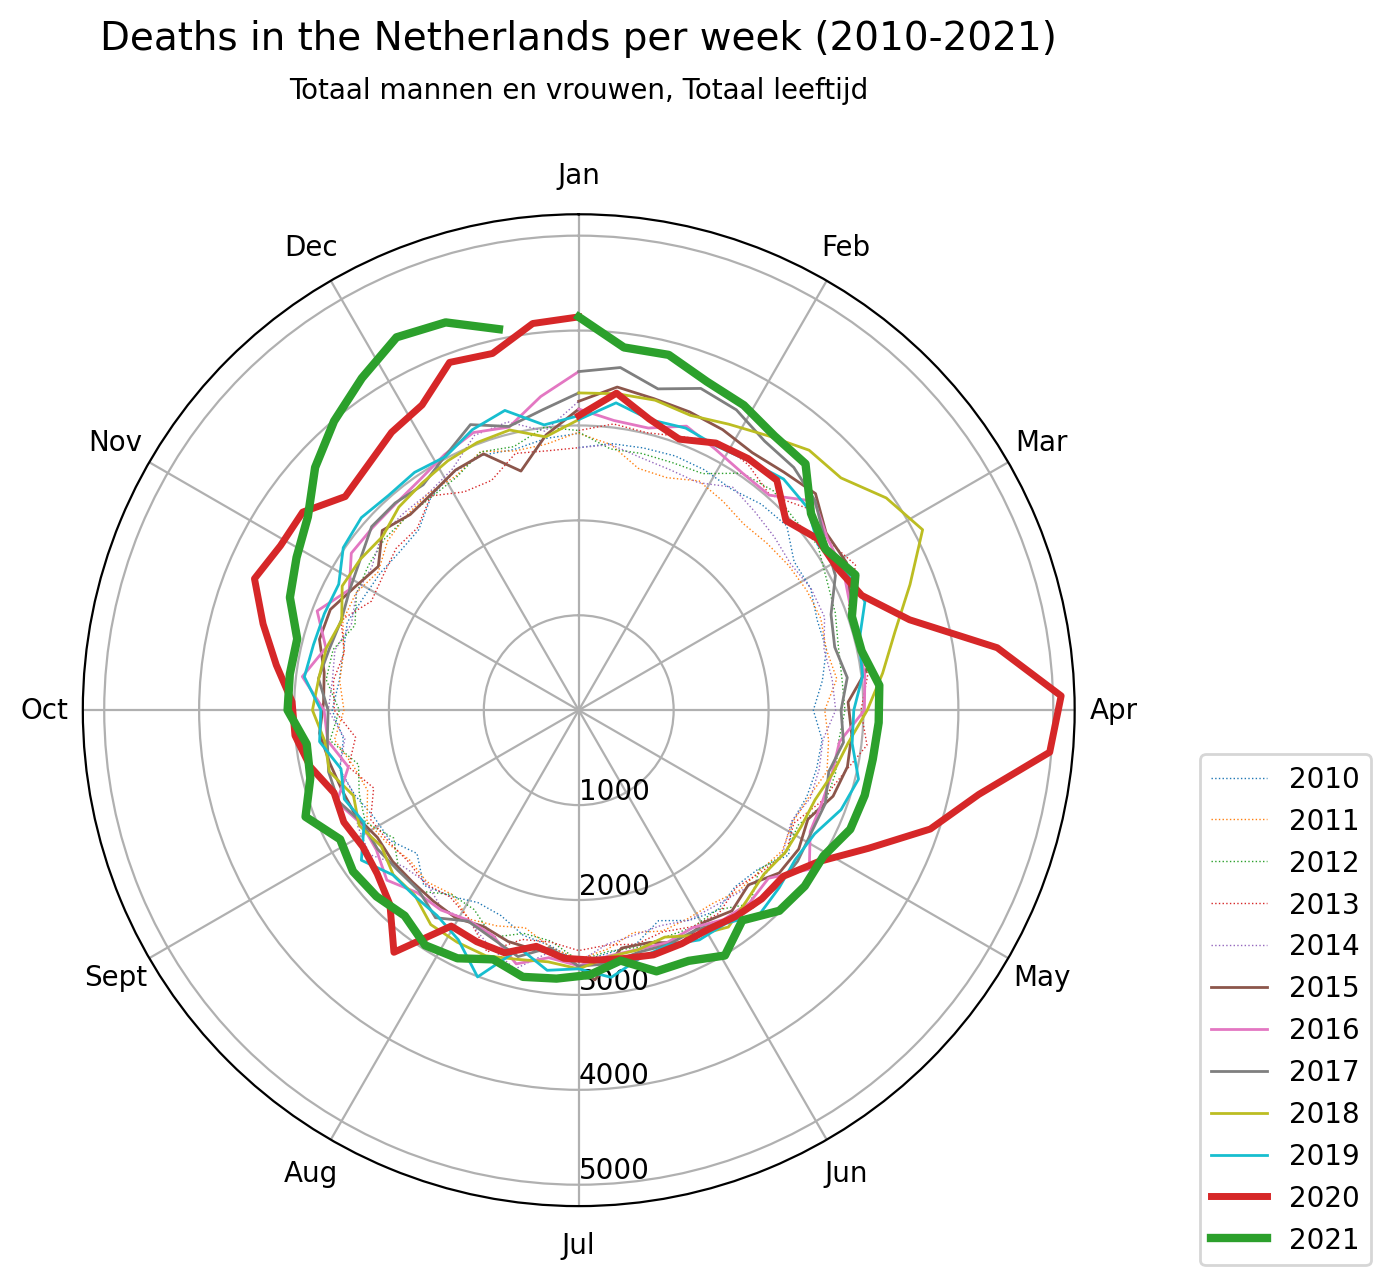 Deaths in the Netherlands per week (2010-2021)
Totaal mannen en vrouwen, Totaal leeftijd
Jan
Dec
Feb
Nov
Mar
Oct
Apr
1000
2000
3000
4000
5000
Sept
May
Aug
Jun
Jul
2010
2011
2012
2013
2014
2015
2016
2017
2018
2019
2020
2021